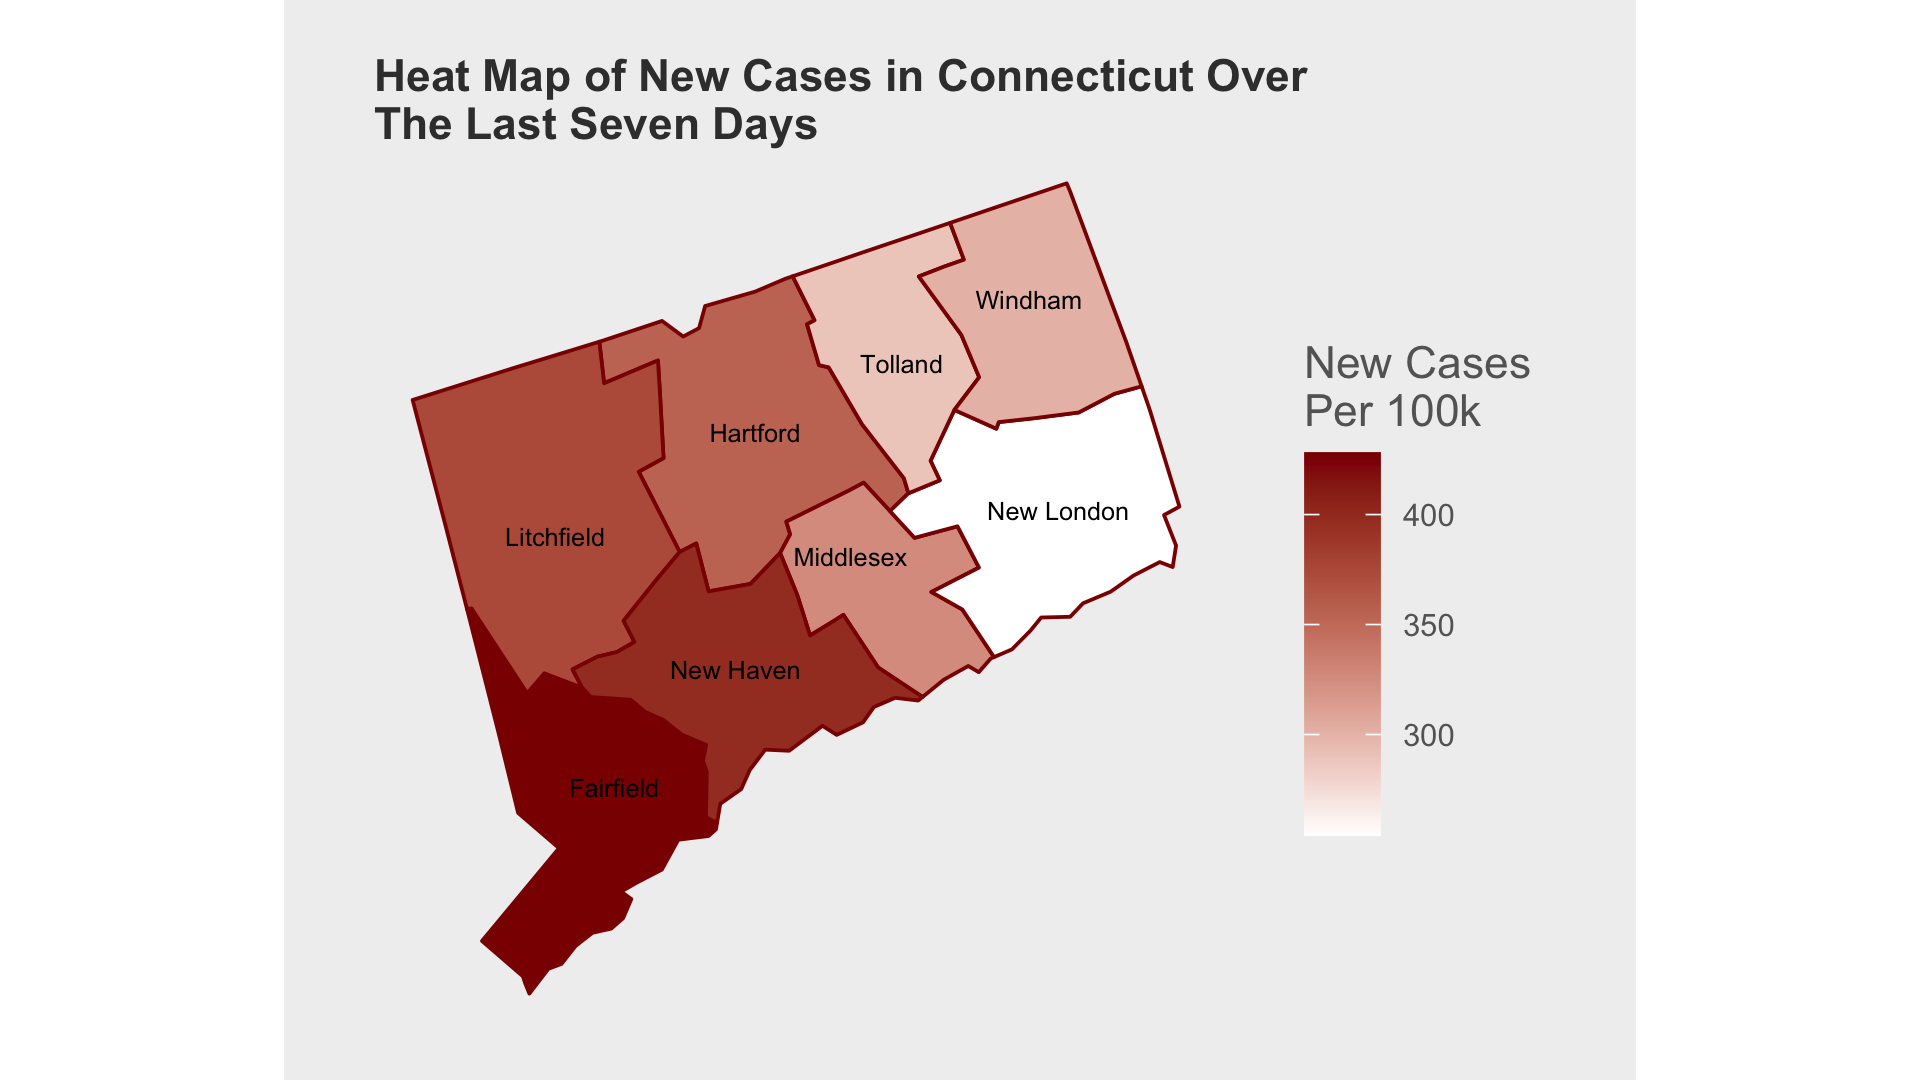 Heat Map of New Cases in Connecticut Over
The Last Seven Days
Windham
Tolland
New Cases
Per 100k
Hartford
New London
400
Litchfield
Middlesex
350
New Haven
300
Fairfield